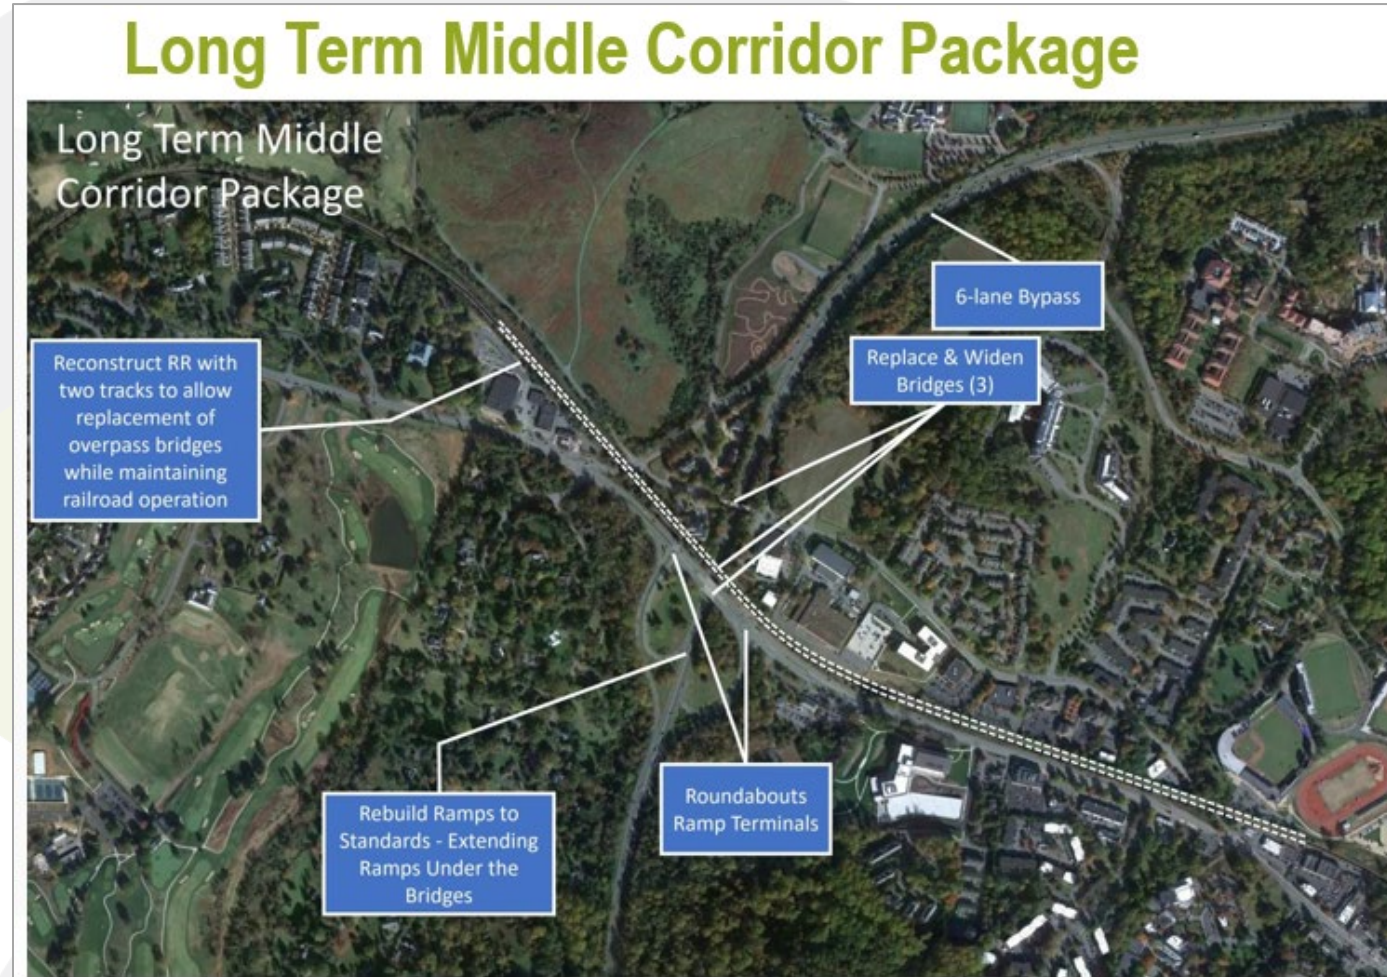 Long Term Middle Corridor Package
Long Term Middle
Corridor Package
6-lane Bypass
Replace & Widen
Bridges (3)
Reconstruct RR with
two tracks to allow
replacement of
overpass bridges
while maintaining
railroad operation
Rebuild Ramps to
Standards - Extending
Ramps Under the
Bridges
Roundabouts
Ramp Terminals